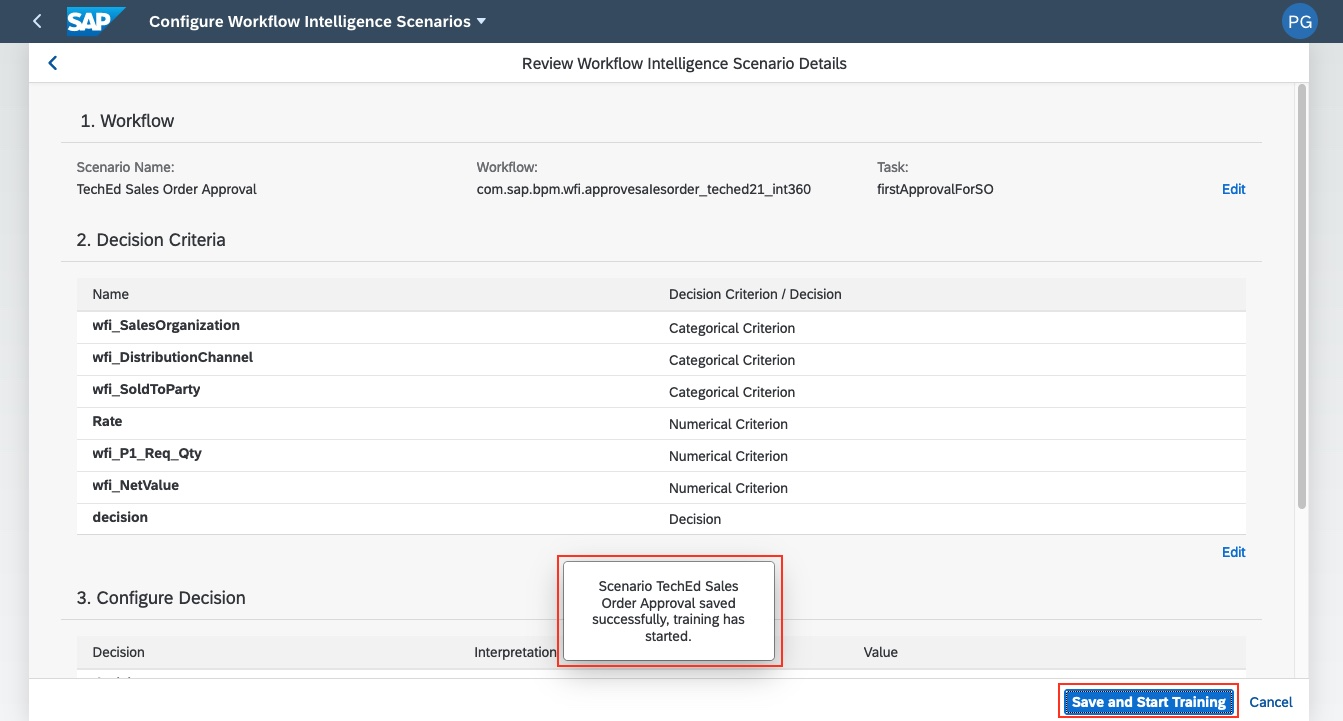 SAP Configure Workflow Intelligence Scenarios PG
Review Workflow Intelligence Scenario Details
1. Workflow
Scenario Name: Workflow: Task:
TechEd Sales Order Approval com.sap.bpm.wfi.approvesalesorder_teched21_int360 firstApprovalForSO Edit
2. Decision Criteria
Name Decision Criterion / Decision
wfi_SalesOrganization Categorical Criterion
wfi_DistributionChannel Categorical Criterion
wfi_SoldToParty Categorical Criterion
Rate Numerical Criterion
wfi_P1_Req_Qty Numerical Criterion
wfi_NetValue Numerical Criterion
decision Decision
Edit
3. Configure Decision
Scenario TechEd Sales
Order Approval saved
successfully, training has
started.
Decision Interpretation Value
Save and Start Training Cancel